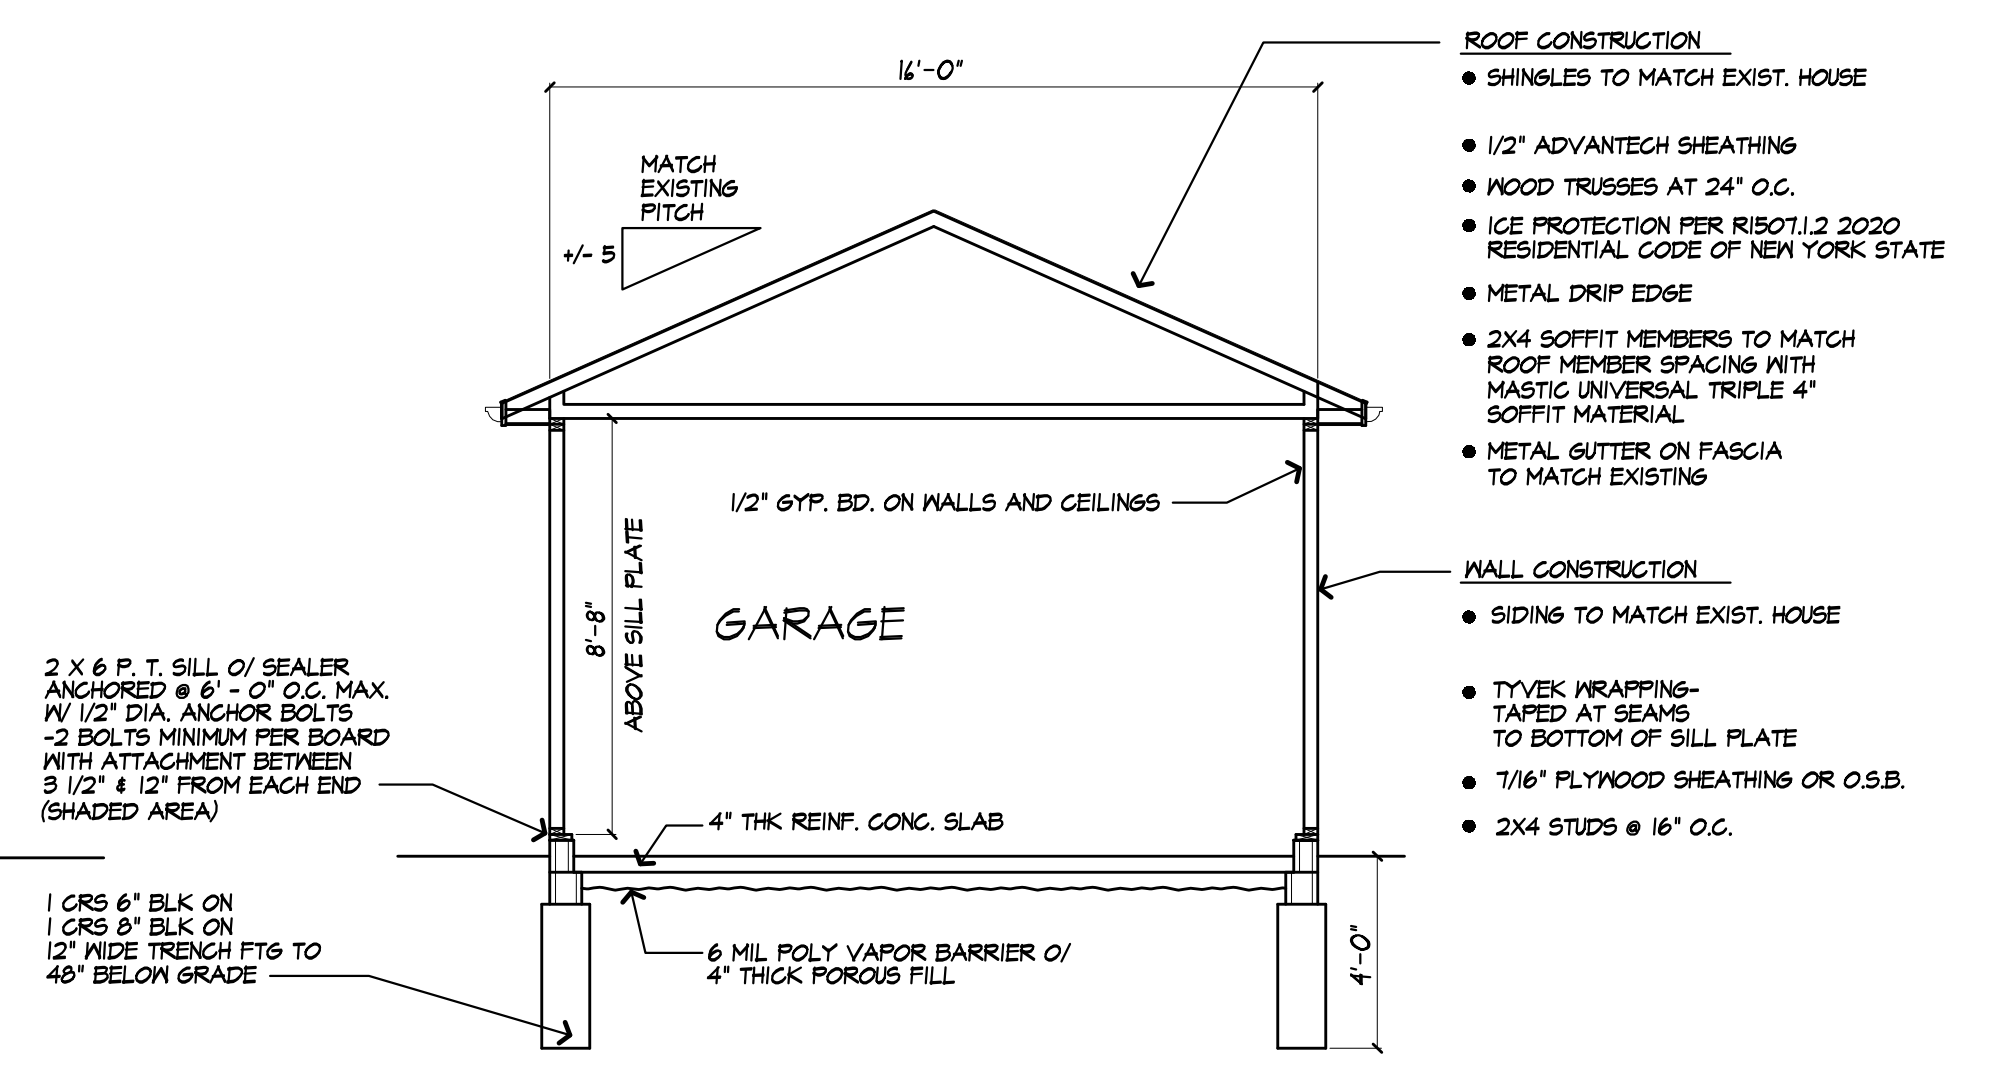 16'-0"
MATCH
EXISTING
PITCH
+/- 5
ROOF CONSTRUCTION
SHINGLES TO MATCH EXIST. HOUSE
1/2" ADVANTECH SHEATHING
WOOD TRUSSES AT 24" O.C.
ICE PROTECTION PER R1507.1.2 2020
RESIDENTIAL CODE OF NEW YORK STATE
METAL DRIP EDGE
2X4 SOFFIT MEMBERS TO MATCH
ROOF MEMBER SPACING WITH
MASTIC UNIVERSAL TRIPLE 4"
SOFFIT MATERIAL
METAL GUTTER ON FASCIA
TO MATCH EXISTING
1/2" GYP. BD. ON WALLS AND CEILINGS
8'-8"
ABOVE SILL PLATE
GARAGE
WALL CONSTRUCTION
SIDING TO MATCH EXIST. HOUSE
TYVEK WRAPPING-
TAPED AT SEAMS
TO BOTTOM OF SILL PLATE
7/16" PLYWOOD SHEATHING OR O.S.B.
2X4 STUDS @ 16" O.C.
2 X 6 P. T. SILL O/ SEALER
ANCHORED @ 6' - 0" O.C. MAX.
W/ 1/2" DIA. ANCHOR BOLTS
-2 BOLTS MINIMUM PER BOARD
WITH ATTACHMENT BETWEEN
3 1/2" & 12" FROM EACH END
(SHADED AREA)
4" THK REINF. CONC. SLAB
1 CRS 6" BLK ON
1 CRS 8" BLK ON
12" WIDE TRENCH FTG TO
48" BELOW GRADE
6 MIL POLY VAPOR BARRIER O/
4" THICK POROUS FILL
4'-0"